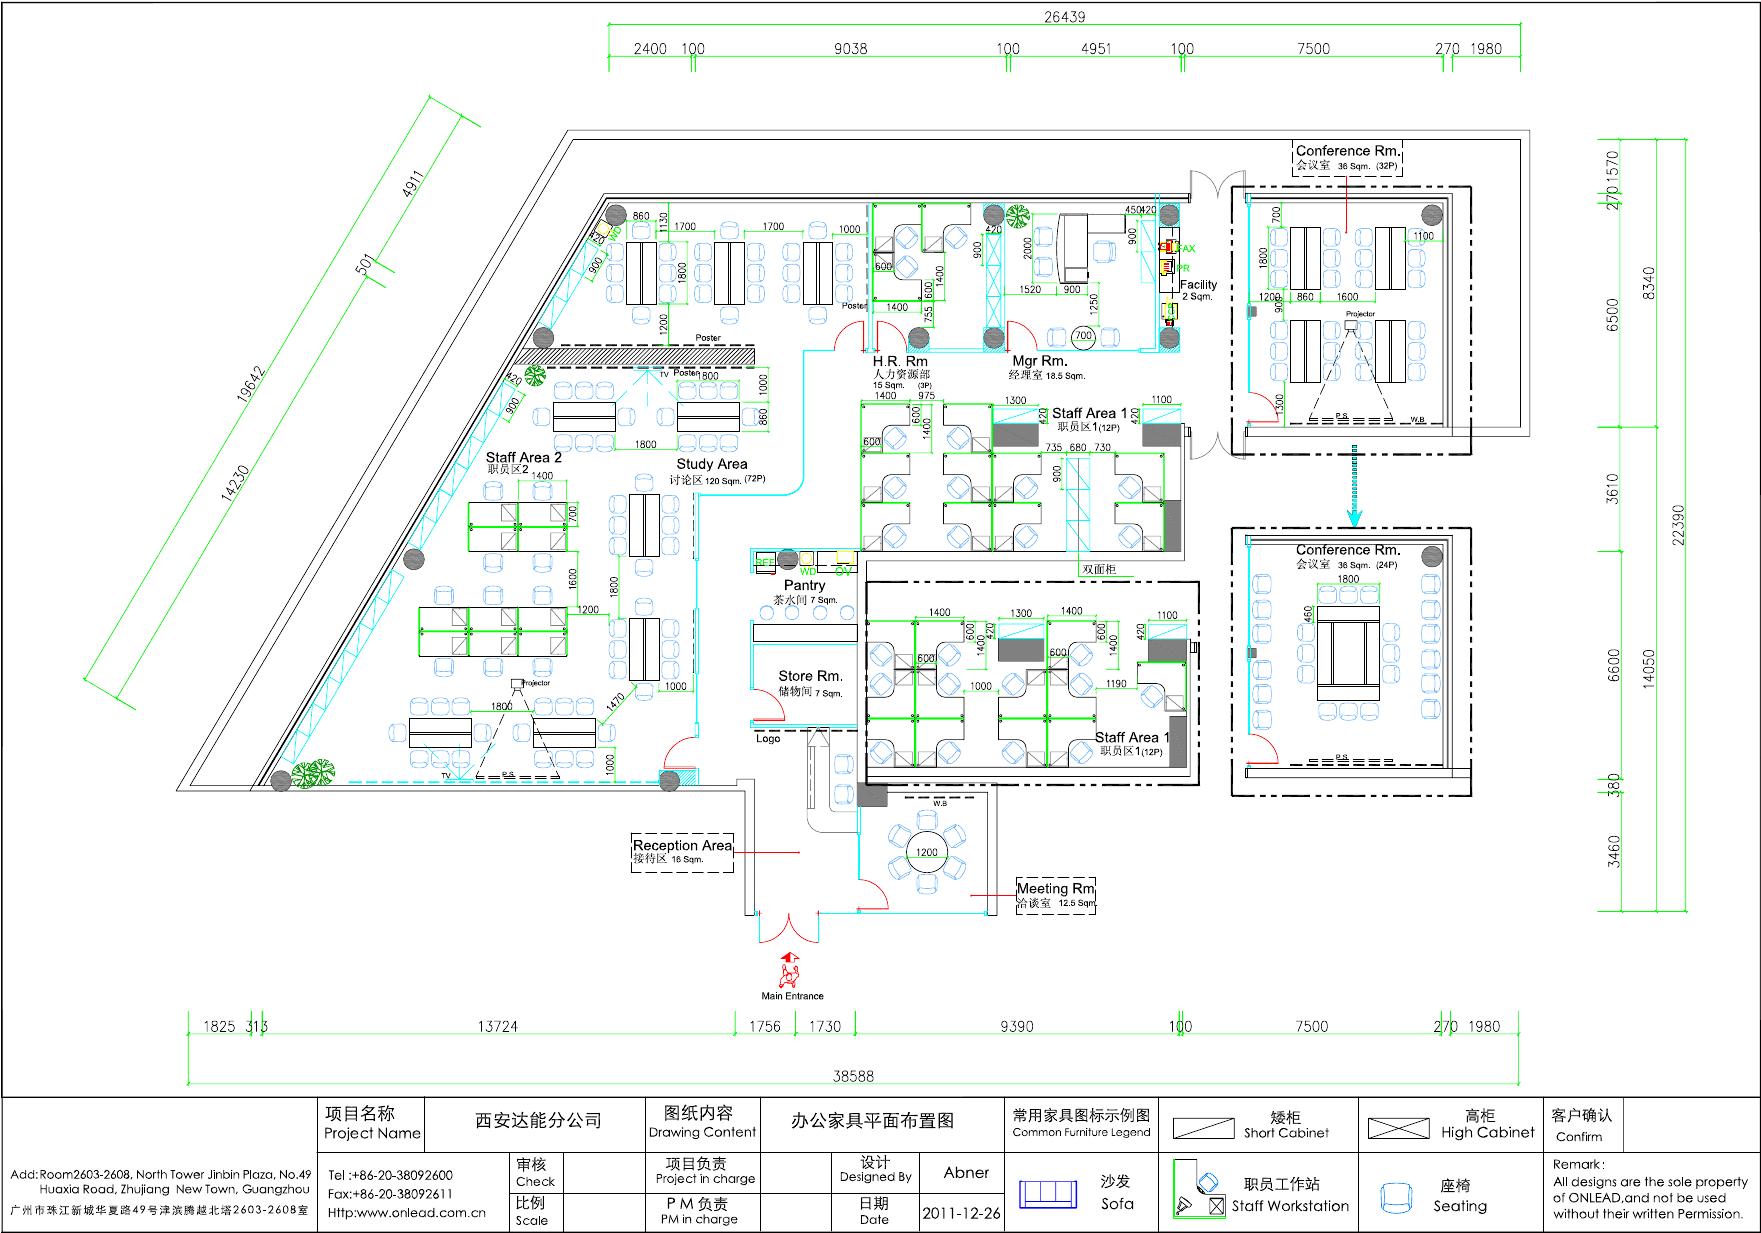 26439
2400 100 9038 100 4951 100 7500 270 1980
4911
501
19642
14230
Conference Rm.
会议室 36 Sqm. (32P)
270 1570
8340
6500
3610
22390
6600
14050
380
3460
860 1130 1700 1700 1000
420 WD
900
1800
1200
Poster
Poster
600
1400
1400
600
755
420
900
2000
1520 900
1250
700
450 420
900
FAX
PR
Facility
2 Sqm.
700
1800
1100
1200 860 1600
900
Projector
1300
P.S. W.B
H.R. Rm
人力资源部
15 Sqm. (3P)
Mgr Rm.
经理室 18.5 Sqm.
420
900
TV Poster
1800
1000
860
1800
Staff Area 2
职员区2
1400
Study Area
讨论区 120 Sqm. (72P)
700
1600
1200
1800
1400 975
600
1400
600
1300
420
Staff Area 1
职员区1 (12P)
1100
420
735 680 730
900
双面柜
REF WD OV
Pantry
茶水间 7 Sqm.
Store Rm.
储物间 7 Sqm.
Logo
Projector
1800
1470
1000
1000
TV P.S
1400
600
1400
600
420
1300
1400
600
1400
600
1100
420
1000
1190
Staff Area 1
职员区1 (12P)
Conference Rm.
会议室 36 Sqm. (24P)
1800
460
W.B
1200
Reception Area
接待区 16 Sqm.
Meeting Rm
洽谈室 12.5 Sqm
Main Entrance
1825 313 13724 1756 1730 9390 100 7500 270 1980
38588
项目名称
Project Name
西安达能分公司
图纸内容
Drawing Content
办公家具平面布置图
常用家具图标示例图
Common Furniture Legend
矮柜
Short Cabinet
高柜
High Cabinet
客户确认
Confirm
Add:Room2603-2608, North Tower Jinbin Plaza, No.49
Huaxia Road, Zhujiang New Town, Guangzhou
广州市珠江新城华夏路49号津滨腾越北塔2603-2608室
Tel :+86-20-38092600
Fax:+86-20-38092611
Http:www.onlead.com.cn
审核
Check
比例
Scale
项目负责
Project in charge
P M 负责
PM in charge
设计
Designed By
Abner
日期
Date
2011-12-26
沙发
Sofa
职员工作站
Staff Workstation
座椅
Seating
Remark:
All designs are the sole property
of ONLEAD,and not be used
without their written Permission.